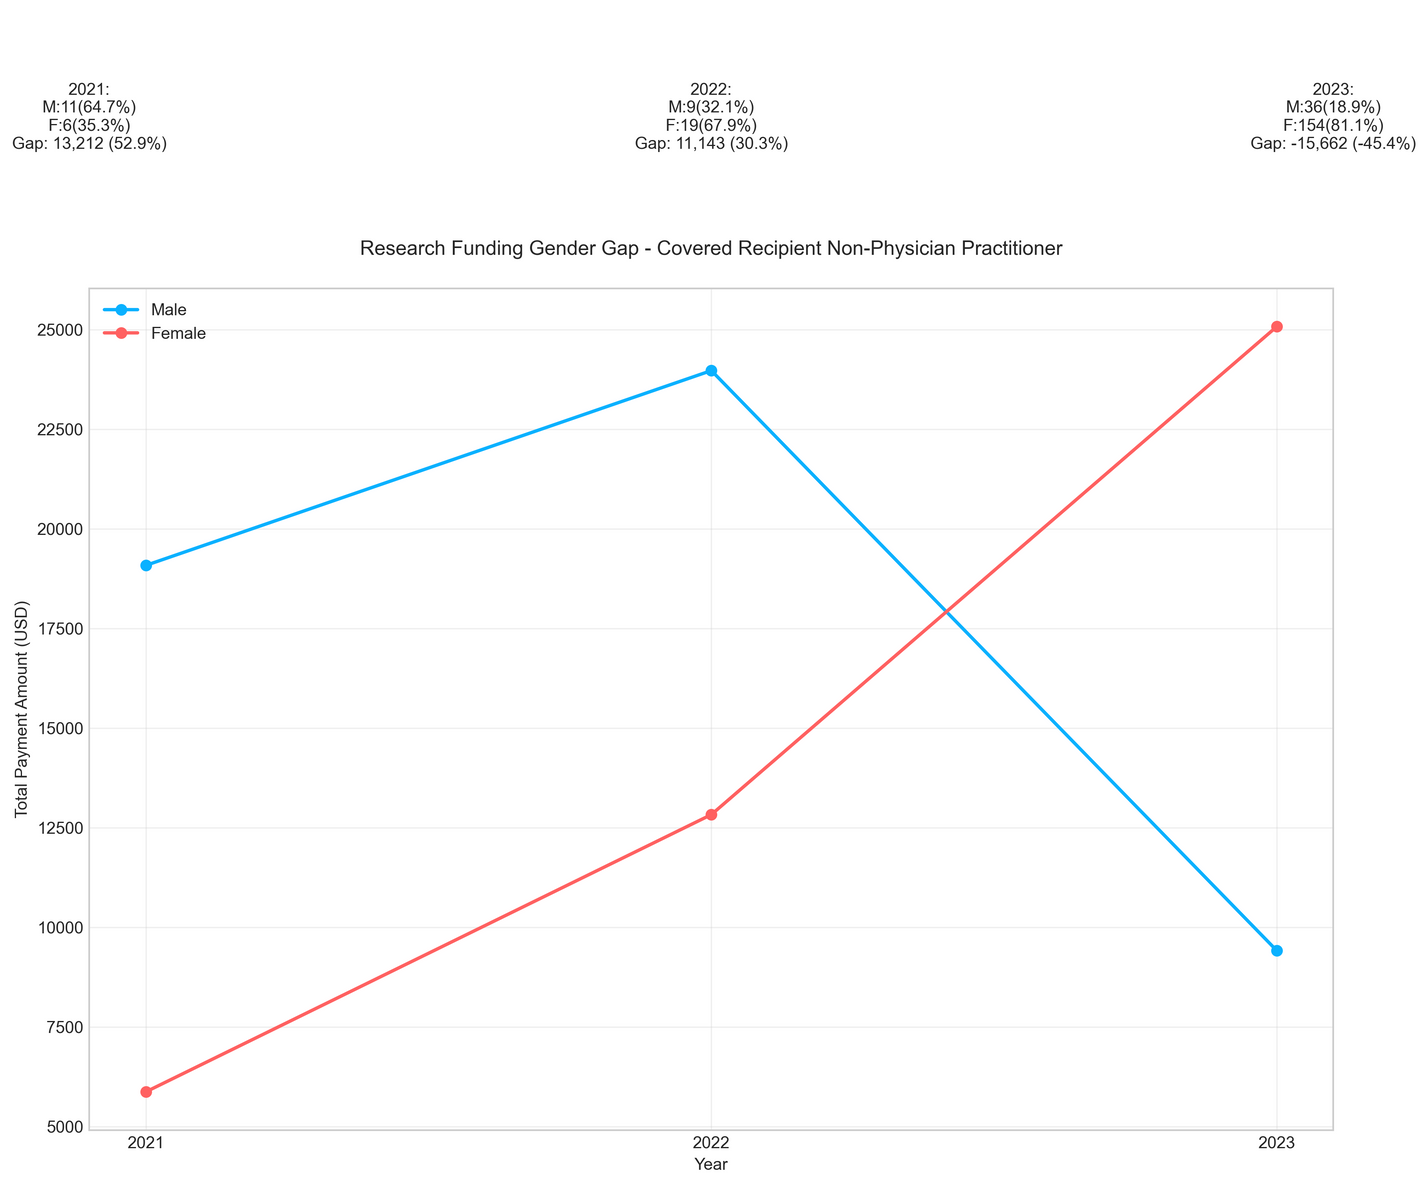 2021:
M:11(64.7%)
F:6(35.3%)
Gap: 13,212 (52.9%)
2022:
M:9(32.1%)
F:19(67.9%)
Gap: 11,143 (30.3%)
2023:
M:36(18.9%)
F:154(81.1%)
Gap: -15,662 (-45.4%)
Research Funding Gender Gap - Covered Recipient Non-Physician Practitioner
Male
Female
Total Payment Amount (USD)
25000
22500
20000
17500
15000
12500
10000
7500
5000
2021
2022
2023
Year